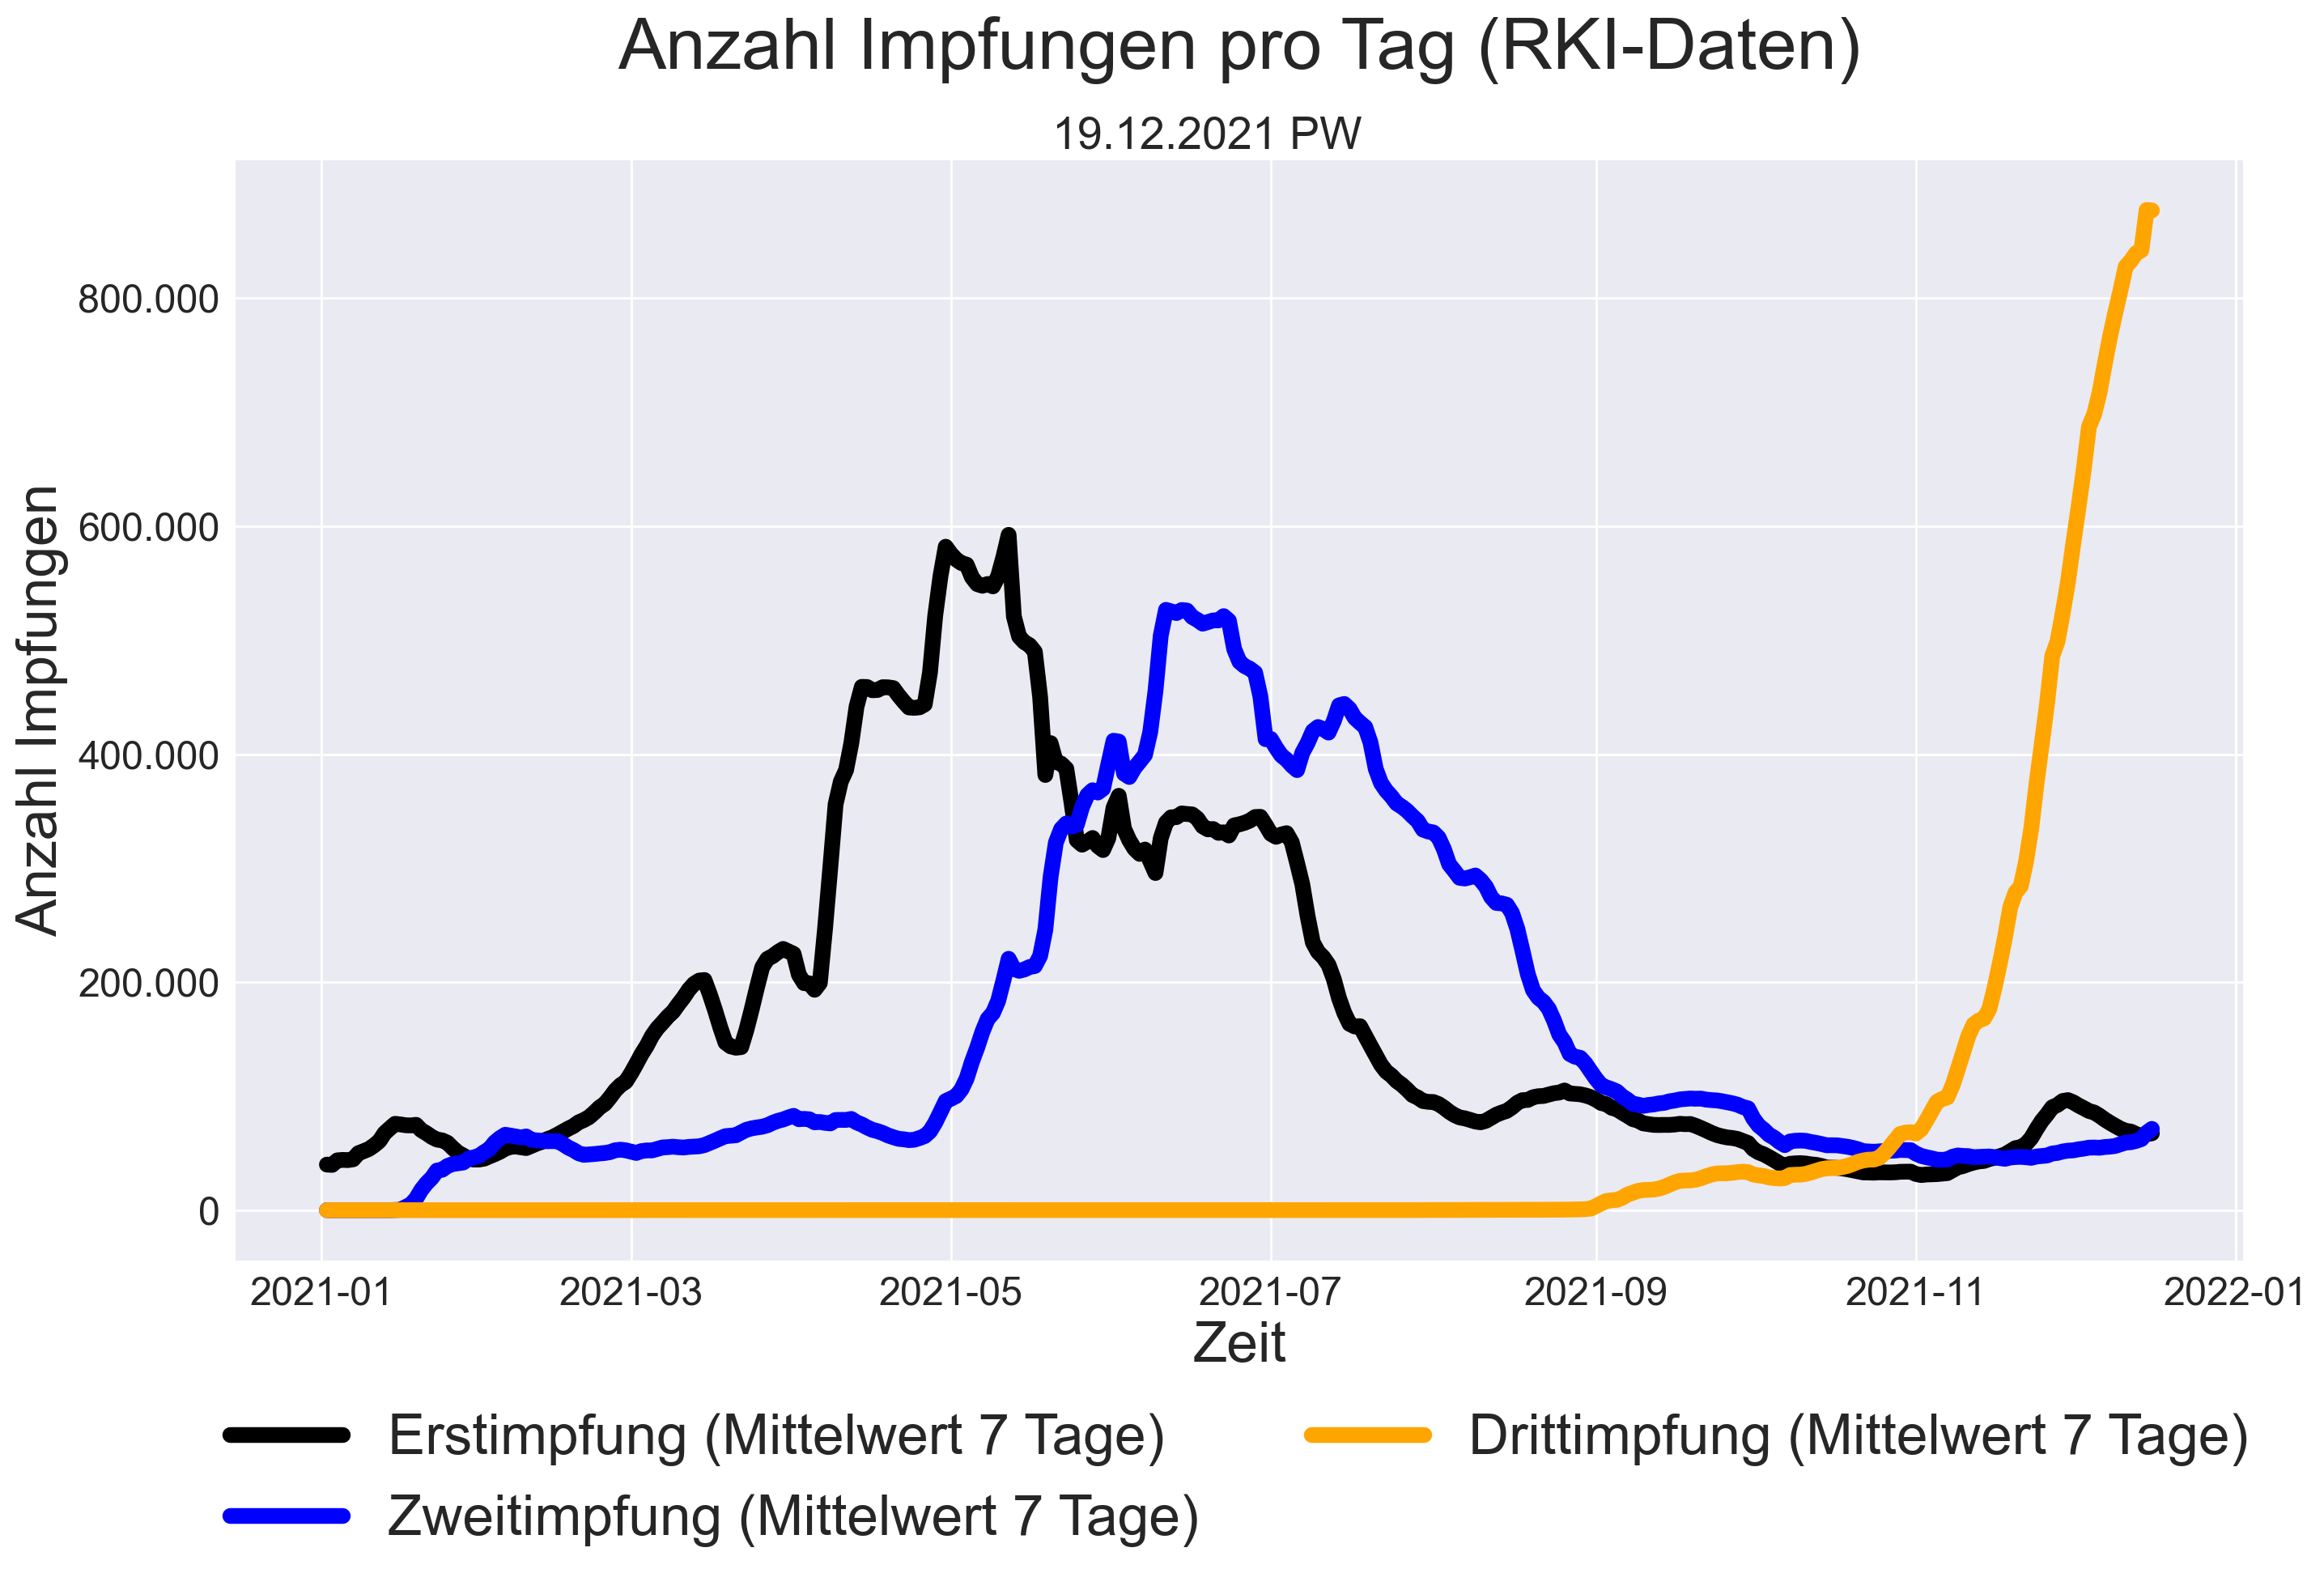 Anzahl Impfungen pro Tag (RKI-Daten)
19.12.2021 PW
Anzahl Impfungen
800.000
600.000
400.000
200.000
0
2021-01 2021-03 2021-05 2021-07 2021-09 2021-11 2022-01
Zeit
Erstimpfung (Mittelwert 7 Tage)
Zweitimpfung (Mittelwert 7 Tage)
Drittimpfung (Mittelwert 7 Tage)